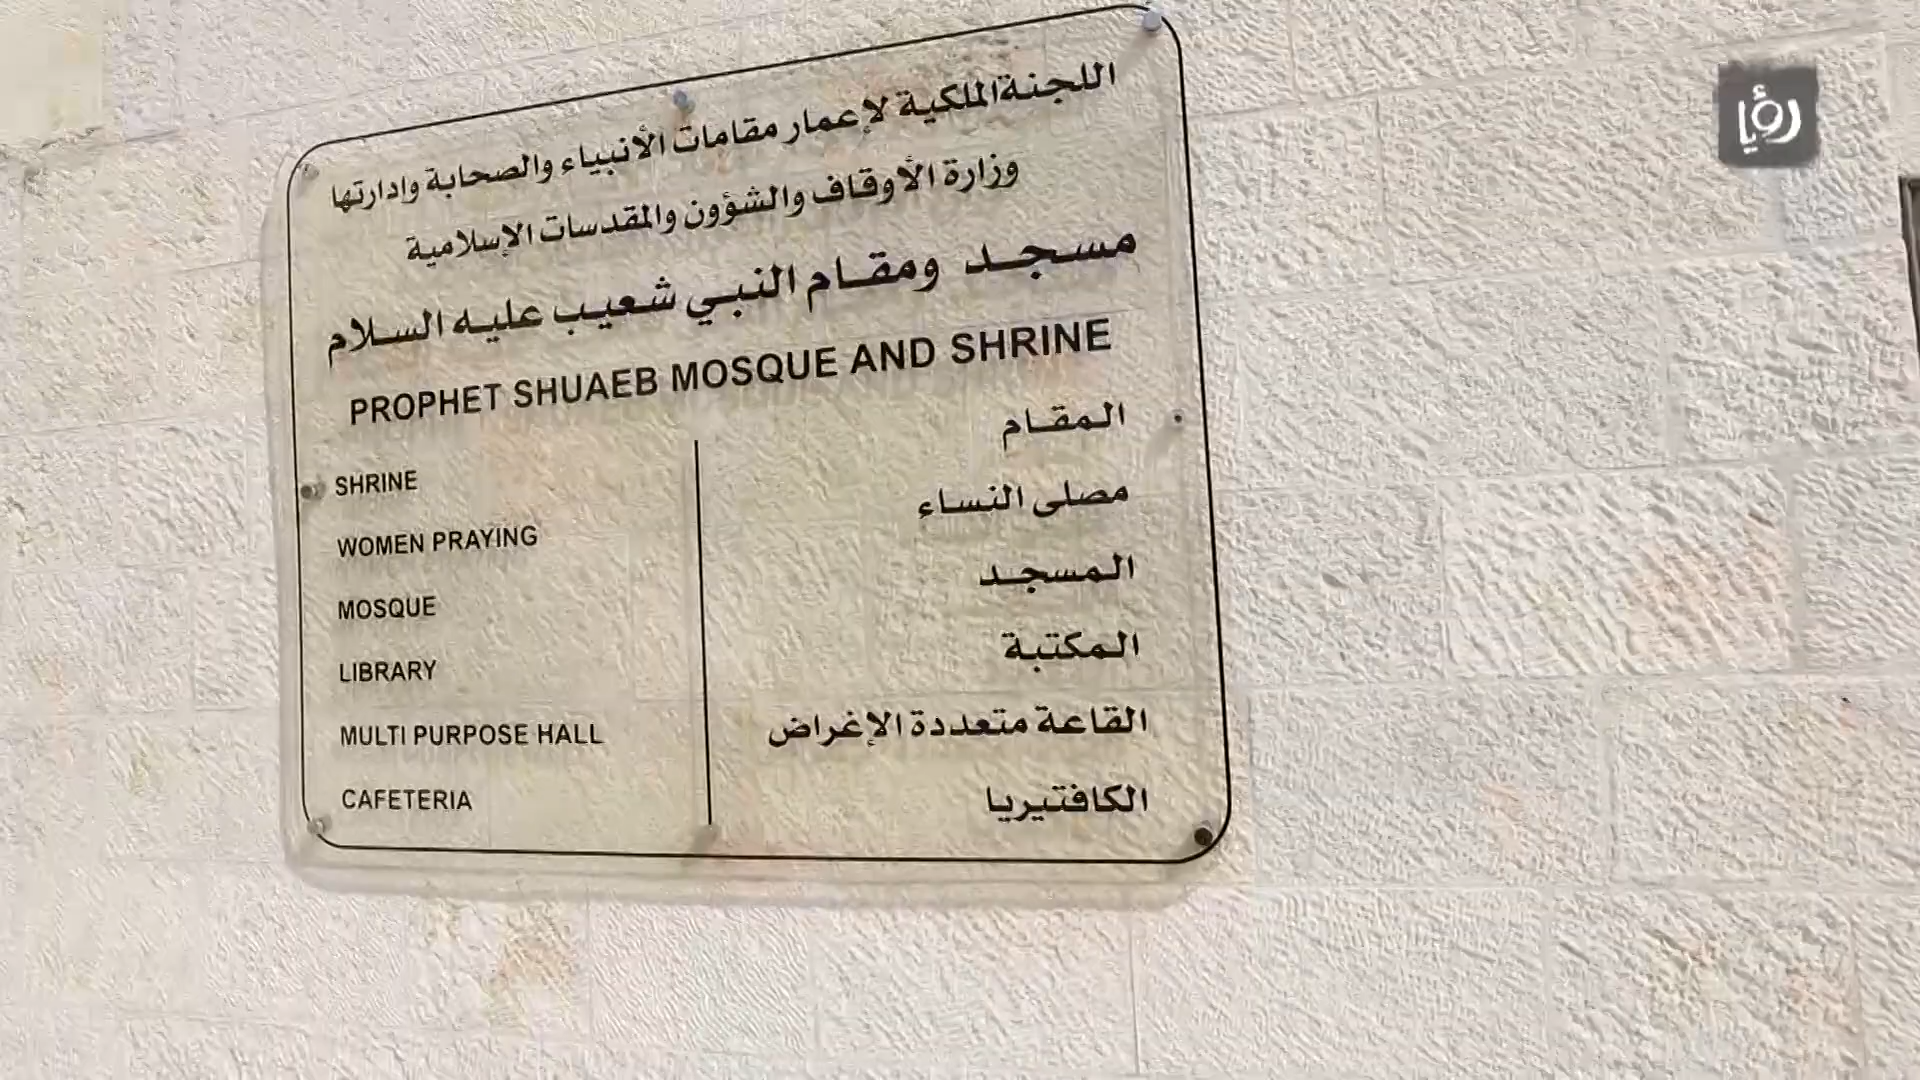 اللجنة الملكية لإعمار مقامات الأنبياء والصحابة وادارتها
وزارة الأوقاف والشؤون والمقدسات الإسلامية
مسجد ومقام النبي شعيب عليه السلام
PROPHET SHUAEB MOSQUE AND SHRINE
المقام
SHRINE
مصلى النساء
WOMEN PRAYING
المسجد
MOSQUE
المكتبة
LIBRARY
القاعة متعددة الإغراض
MULTI PURPOSE HALL
الكافتيريا
CAFETERIA
رؤيا